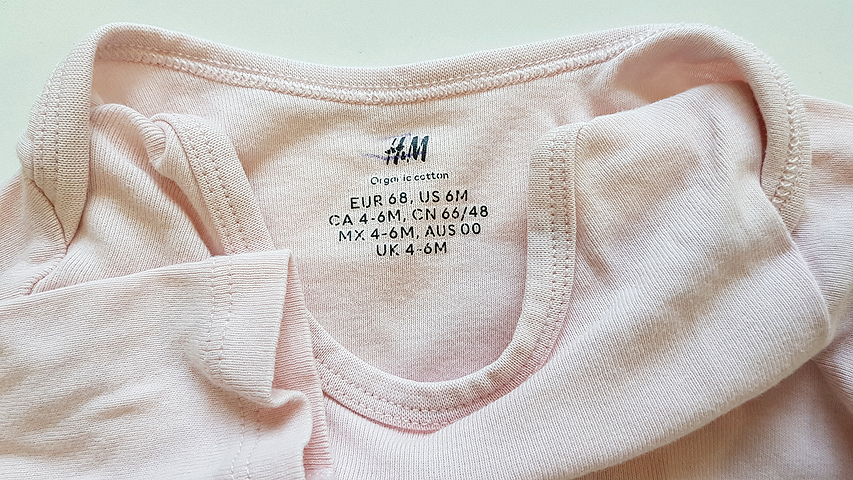 H&M
Organic cotton
EUR 68, US 6M
CA 4-6M, CN 66/48
MX 4-6M, AUS 00
UK 4-6M